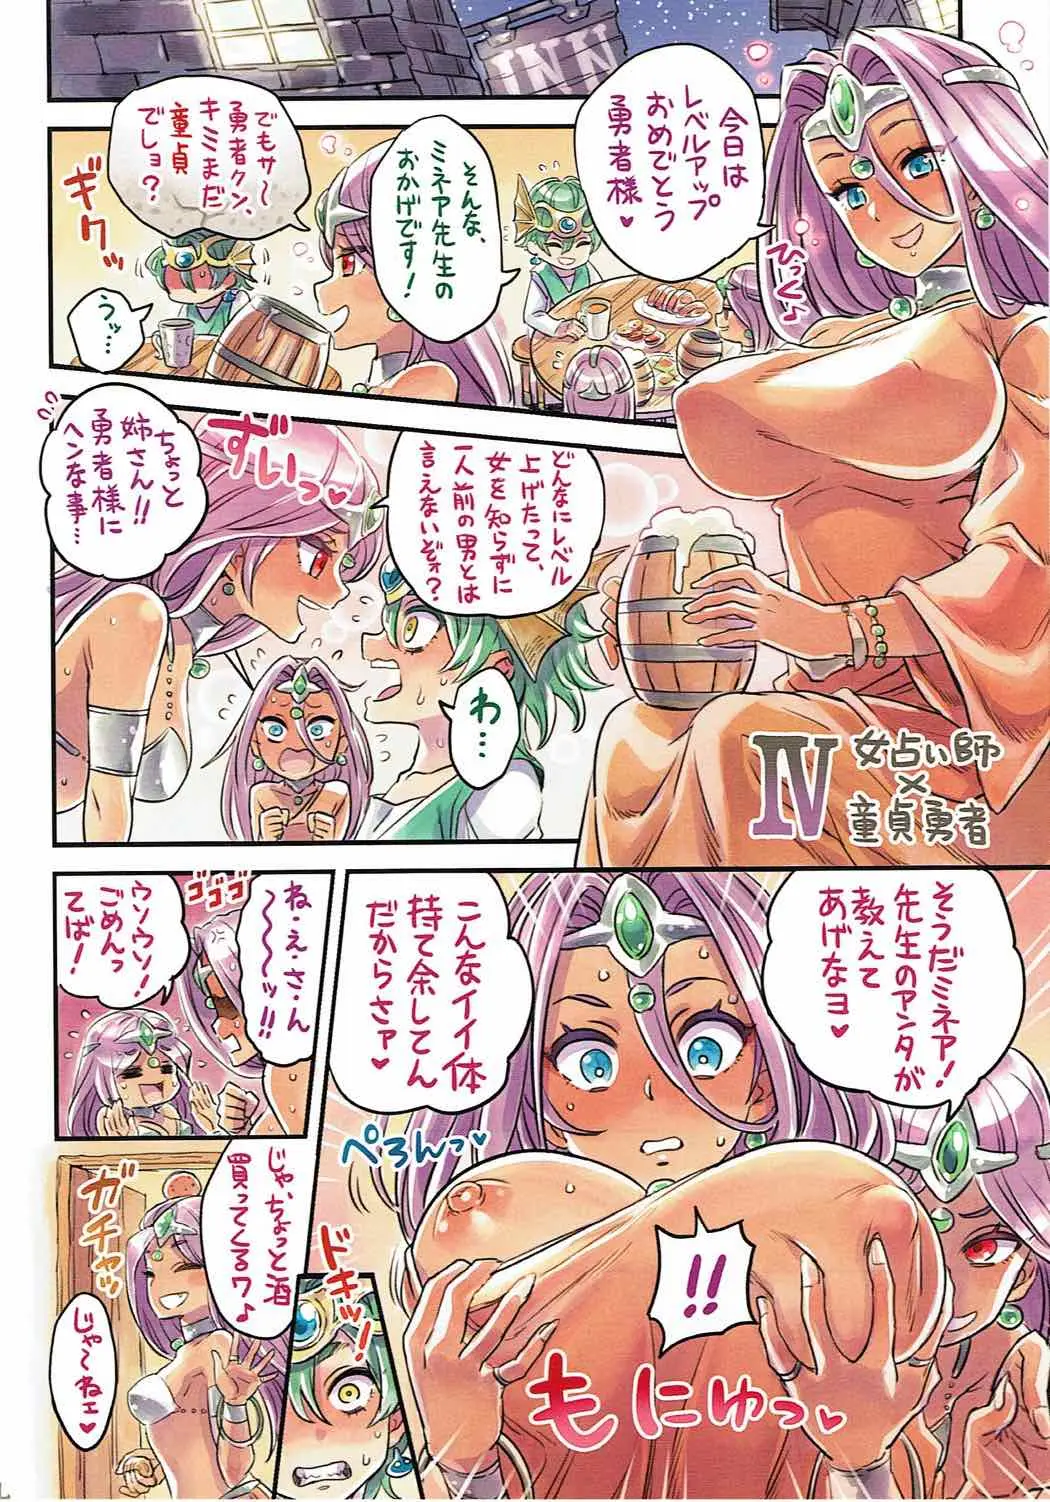 INN
今日は
レベルアップ
おめでとう
勇者様♥
ひっく♪
そんな、
ミネア先生の
おかげです!
でもサ〜
勇者クン、
キミまだ
童貞
でしョ?
ギクッ
うッ…
どんなにレベル
上げたって、
女を知らずに
一人前の男とは
言えないぞォ?
ずいっ♥
わ…
ちょっと
姉さん!!
勇者様に
ヘンな事…
IV
女占い師
×
童貞勇者
そうだミネア!
先生のアンタが
教えて
あげなヨ♥
こんなイイ体
持て余してん
だからさァ♥
ぺろんっ♥
!!
もにゅっ♥
ね・え・さ・ん
〜〜〜ッ!!
ゴゴゴ
ウソウソ!
ごめんっ
てば!
ドキッ!
じゃ、ちょっと酒
買ってくるワ♪
ガチャッ
じゃ〜ねェ♥